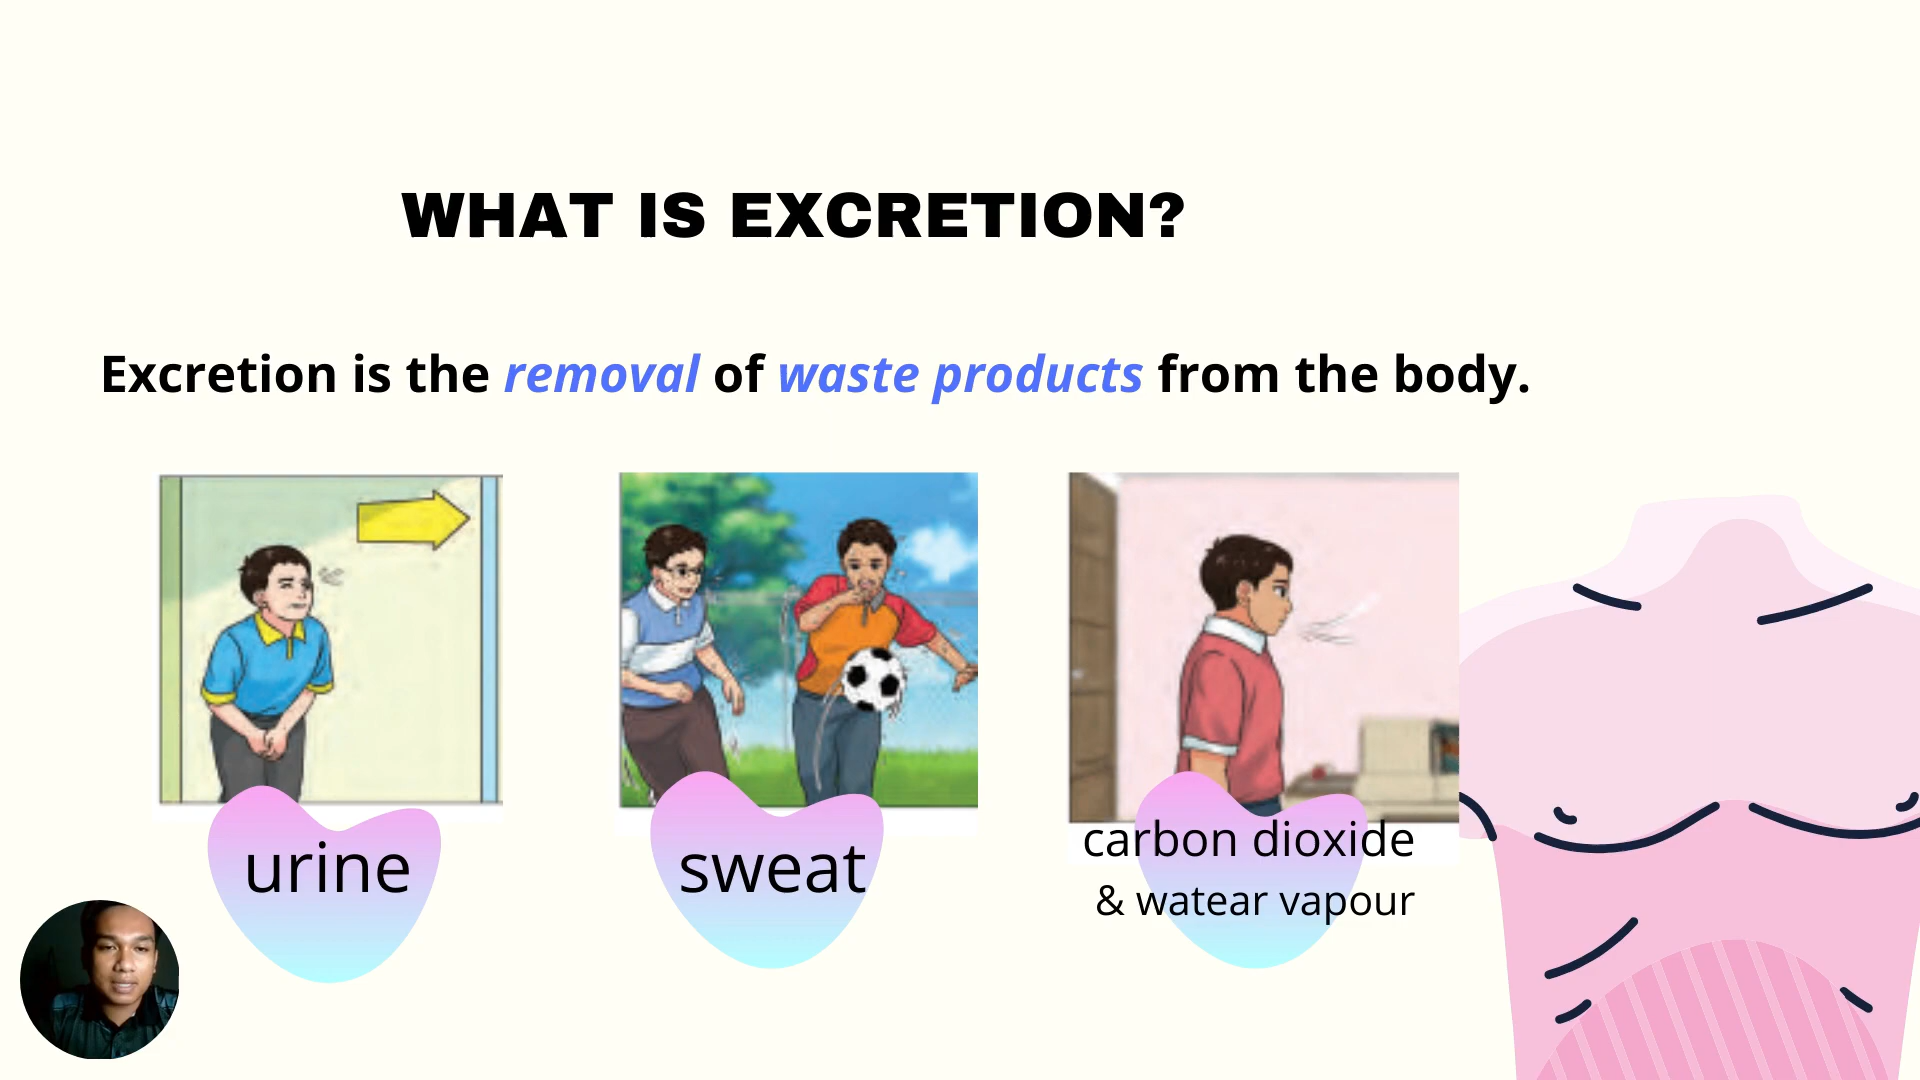 WHAT IS EXCRETION?
Excretion is the removal of waste products from the body.
urine
sweat
carbon dioxide
& watear vapour